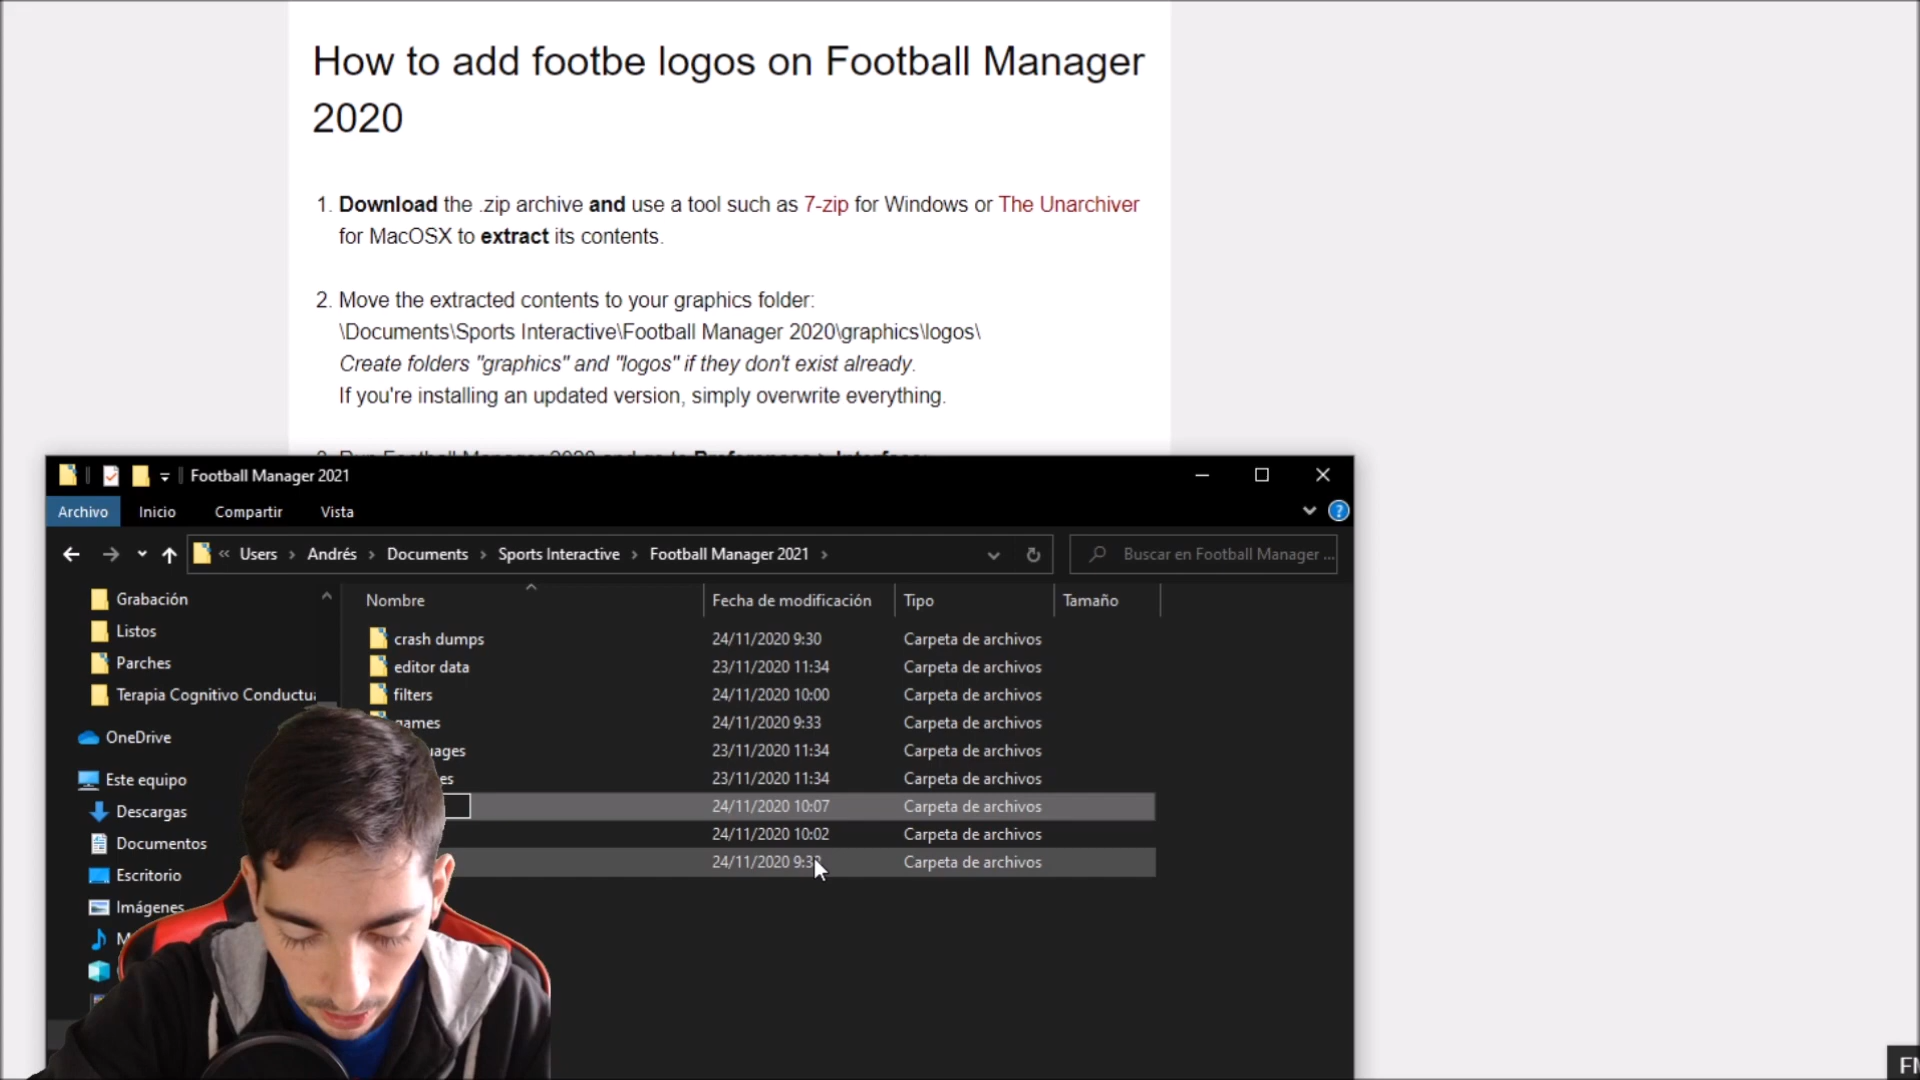 How to add footbe logos on Football Manager
2020
1. Download the .zip archive and use a tool such as 7-zip for Windows or The Unarchiver
for MacOSX to extract its contents.
2. Move the extracted contents to your graphics folder:
\Documents\Sports Interactive\Football Manager 2020\graphics\logos\
Create folders "graphics" and "logos" if they don't exist already.
If you're installing an updated version, simply overwrite everything.
Football Manager 2021
Archivo Inicio Compartir Vista
« Users > Andrés > Documents > Sports Interactive > Football Manager 2021 > Buscar en Football Manager ...
Nombre Fecha de modificación Tipo Tamaño
Grabación
Listos
Parches
Terapia Cognitivo Conductua
OneDrive
Este equipo
Descargas
Documentos
Escritorio
Imágenes
crash dumps 24/11/2020 9:30 Carpeta de archivos
editor data 23/11/2020 11:34 Carpeta de archivos
filters 24/11/2020 10:00 Carpeta de archivos
games 24/11/2020 9:33 Carpeta de archivos
uages 23/11/2020 11:34 Carpeta de archivos
es 23/11/2020 11:34 Carpeta de archivos
24/11/2020 10:07 Carpeta de archivos
24/11/2020 10:02 Carpeta de archivos
24/11/2020 Carpeta de archivos